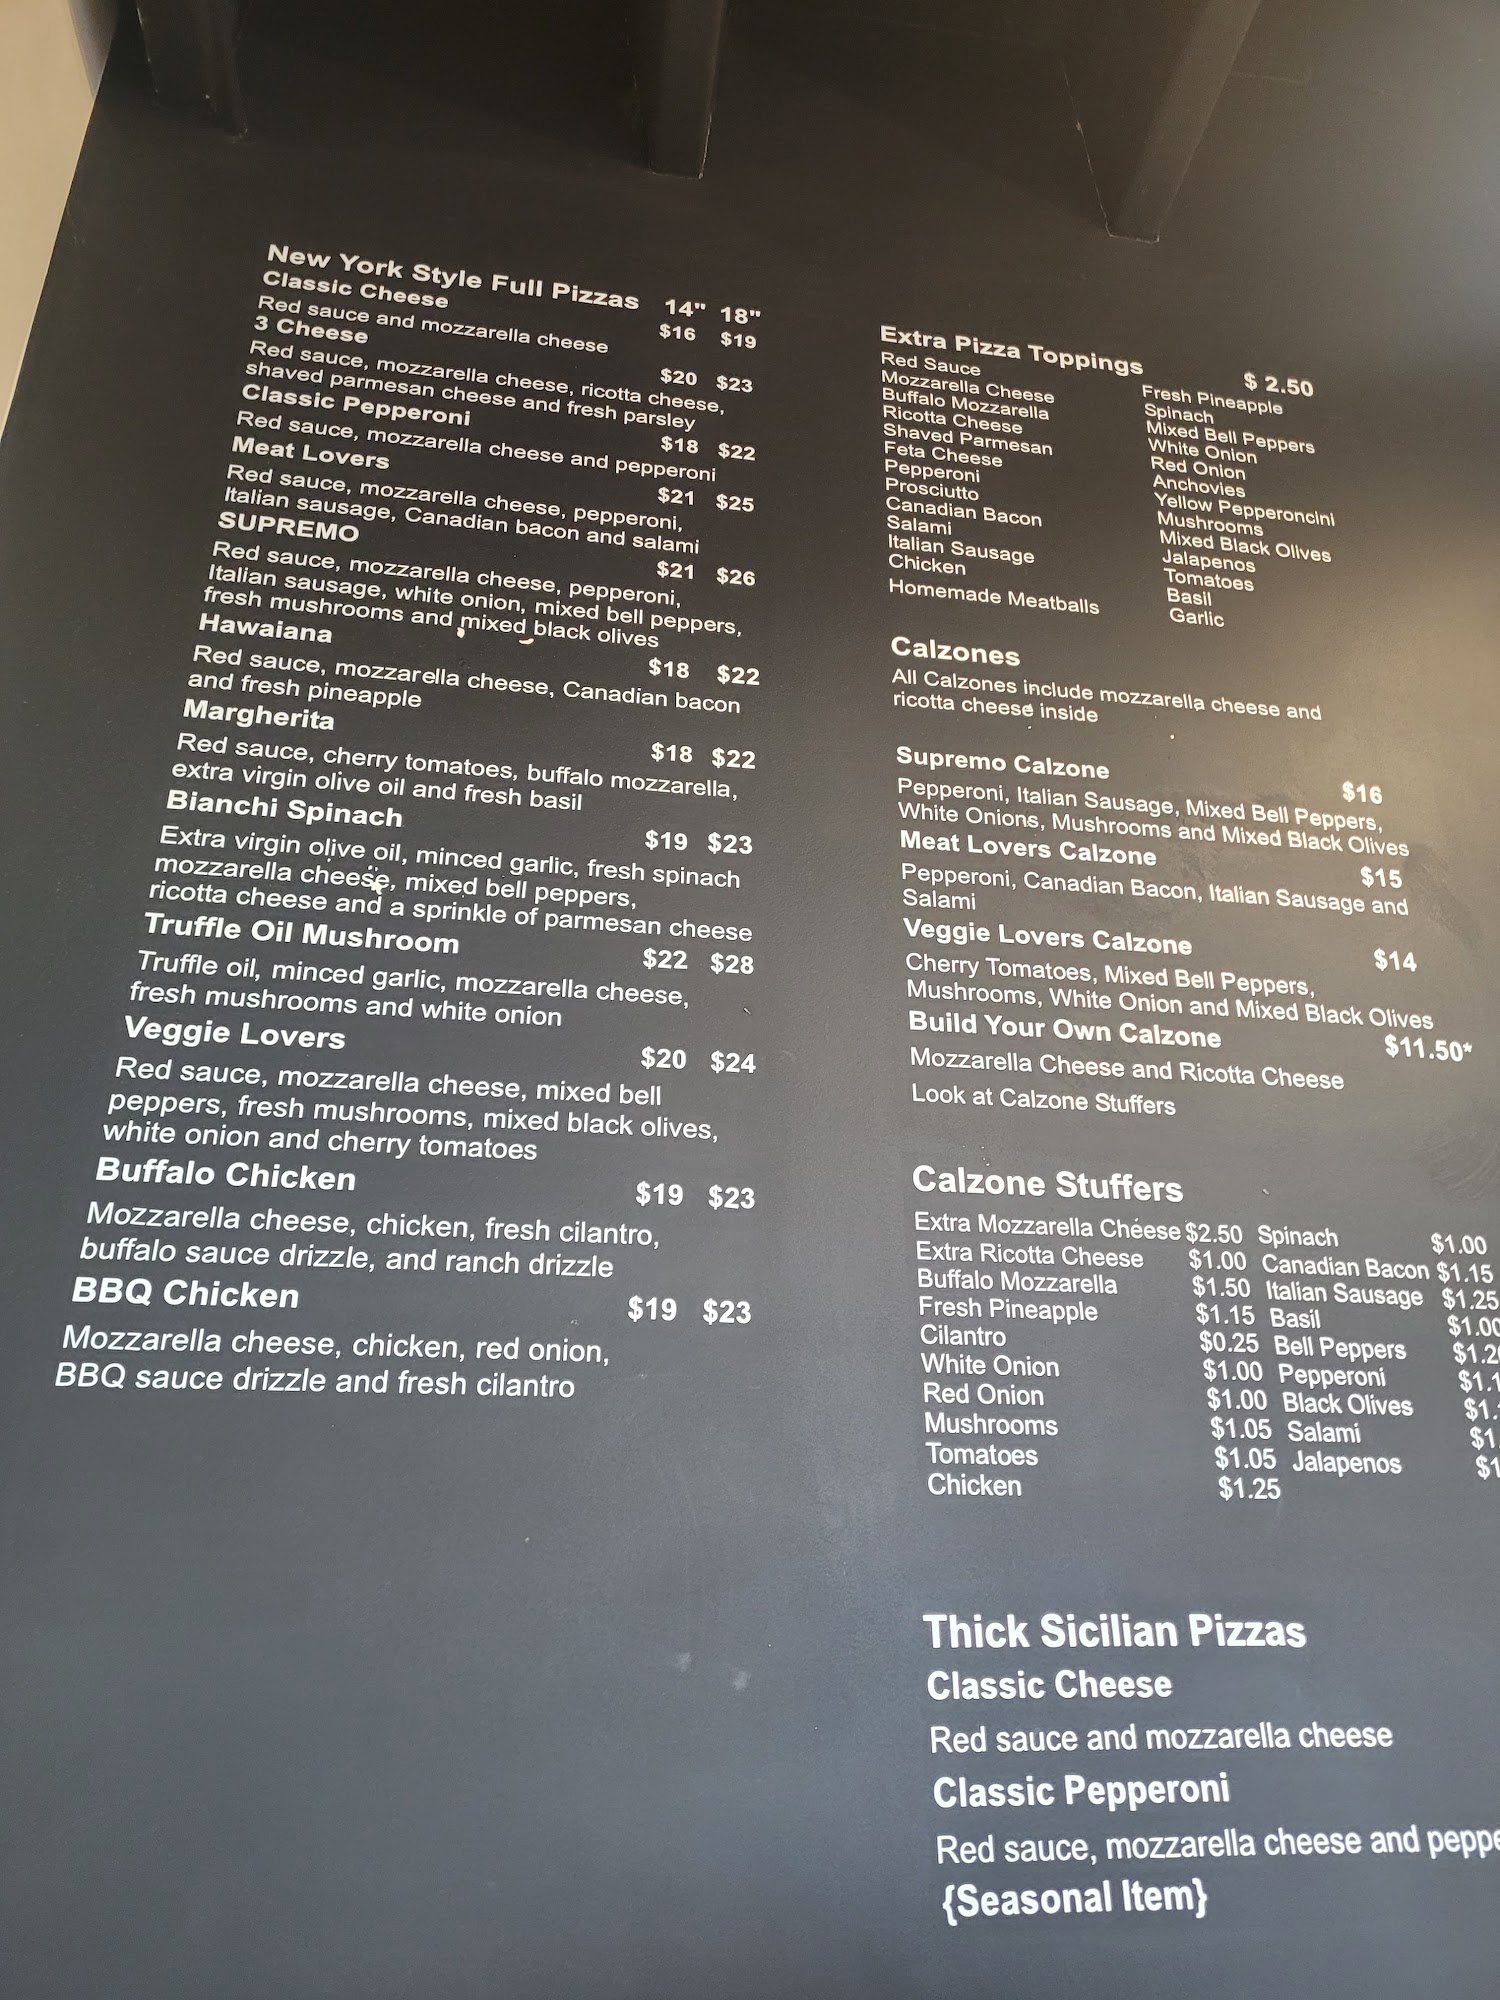 New York Style Full Pizzas 14" 18"
Classic Cheese $16 $19
Red sauce and mozzarella cheese
3 Cheese $20 $23
Red sauce, mozzarella cheese, ricotta cheese,
shaved parmesan cheese and fresh parsley
Classic Pepperoni $18 $22
Red sauce, mozzarella cheese and pepperoni
Meat Lovers $21 $25
Red sauce, mozzarella cheese, pepperoni,
Italian sausage, Canadian bacon and salami
SUPREMO $21 $26
Red sauce, mozzarella cheese, pepperoni,
Italian sausage, white onion, mixed bell peppers,
fresh mushrooms and mixed black olives
Hawaiana $18 $22
Red sauce, mozzarella cheese, Canadian bacon
and fresh pineapple
Margherita $18 $22
Red sauce, cherry tomatoes, buffalo mozzarella,
extra virgin olive oil and fresh basil
Bianchi Spinach $19 $23
Extra virgin olive oil, minced garlic, fresh spinach
mozzarella cheese, mixed bell peppers,
ricotta cheese and a sprinkle of parmesan cheese
Truffle Oil Mushroom $22 $28
Truffle oil, minced garlic, mozzarella cheese,
fresh mushrooms and white onion
Veggie Lovers $20 $24
Red sauce, mozzarella cheese, mixed bell
peppers, fresh mushrooms, mixed black olives,
white onion and cherry tomatoes
Buffalo Chicken $19 $23
Mozzarella cheese, chicken, fresh cilantro,
buffalo sauce drizzle, and ranch drizzle
BBQ Chicken $19 $23
Mozzarella cheese, chicken, red onion,
BBQ sauce drizzle and fresh cilantro
Extra Pizza Toppings $ 2.50
Red Sauce
Mozzarella Cheese
Buffalo Mozzarella
Ricotta Cheese
Shaved Parmesan
Feta Cheese
Pepperoni
Prosciutto
Canadian Bacon
Salami
Italian Sausage
Chicken
Homemade Meatballs
Fresh Pineapple
Spinach
Mixed Bell Peppers
White Onion
Red Onion
Anchovies
Yellow Pepperoncini
Mushrooms
Mixed Black Olives
Jalapenos
Tomatoes
Basil
Garlic
Calzones
All Calzones include mozzarella cheese and
ricotta cheese inside
Supremo Calzone $16
Pepperoni, Italian Sausage, Mixed Bell Peppers,
White Onions, Mushrooms and Mixed Black Olives
Meat Lovers Calzone $15
Pepperoni, Canadian Bacon, Italian Sausage and
Salami
Veggie Lovers Calzone $14
Cherry Tomatoes, Mixed Bell Peppers,
Mushrooms, White Onion and Mixed Black Olives
Build Your Own Calzone $11.50*
Mozzarella Cheese and Ricotta Cheese
Look at Calzone Stuffers
Calzone Stuffers
Extra Mozzarella Cheese $2.50 Spinach $1.00
Extra Ricotta Cheese $1.00 Canadian Bacon $1.15
Buffalo Mozzarella $1.50 Italian Sausage $1.25
Fresh Pineapple $1.15 Basil $1.00
Cilantro $0.25 Bell Peppers
White Onion $1.00 Pepperoni
Red Onion $1.00 Black Olives
Mushrooms $1.05 Salami
Tomatoes $1.05 Jalapenos
Chicken $1.25
Thick Sicilian Pizzas
Classic Cheese
Red sauce and mozzarella cheese
Classic Pepperoni
Red sauce, mozzarella cheese and
{Seasonal Item}